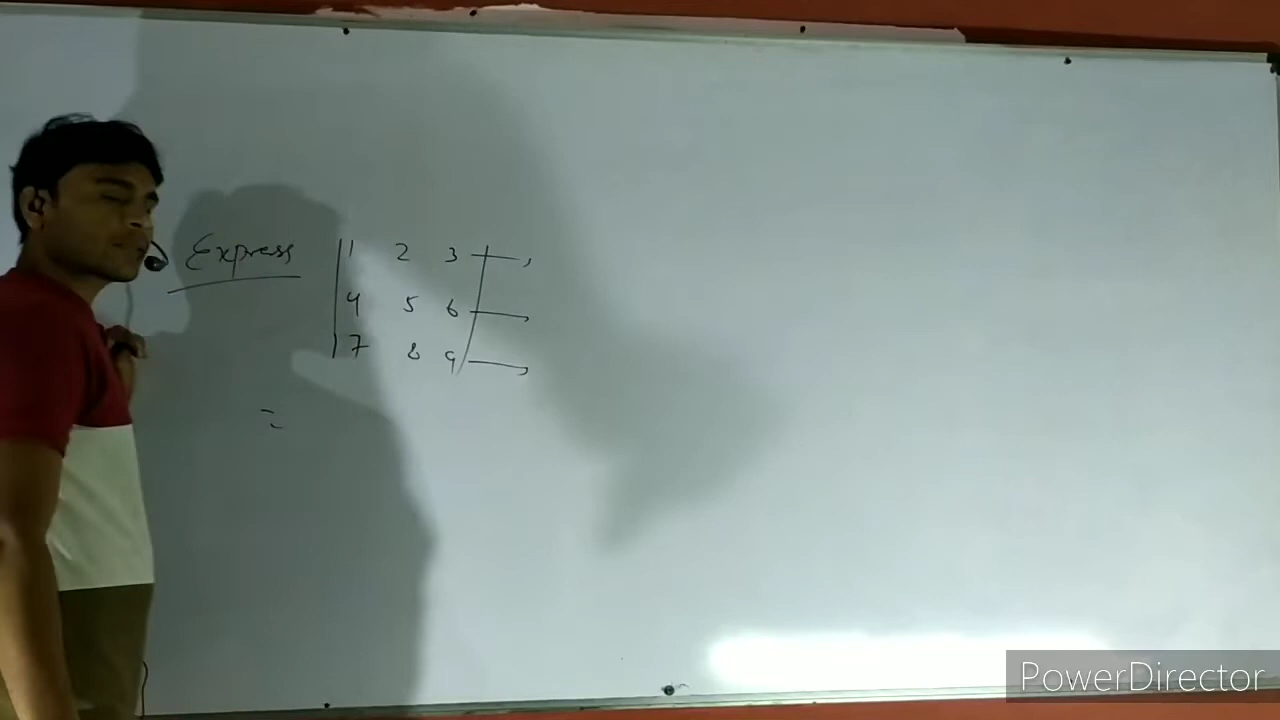 Express | 1 2 3 |
4 5 6
7 8 9 |
=
PowerDirector